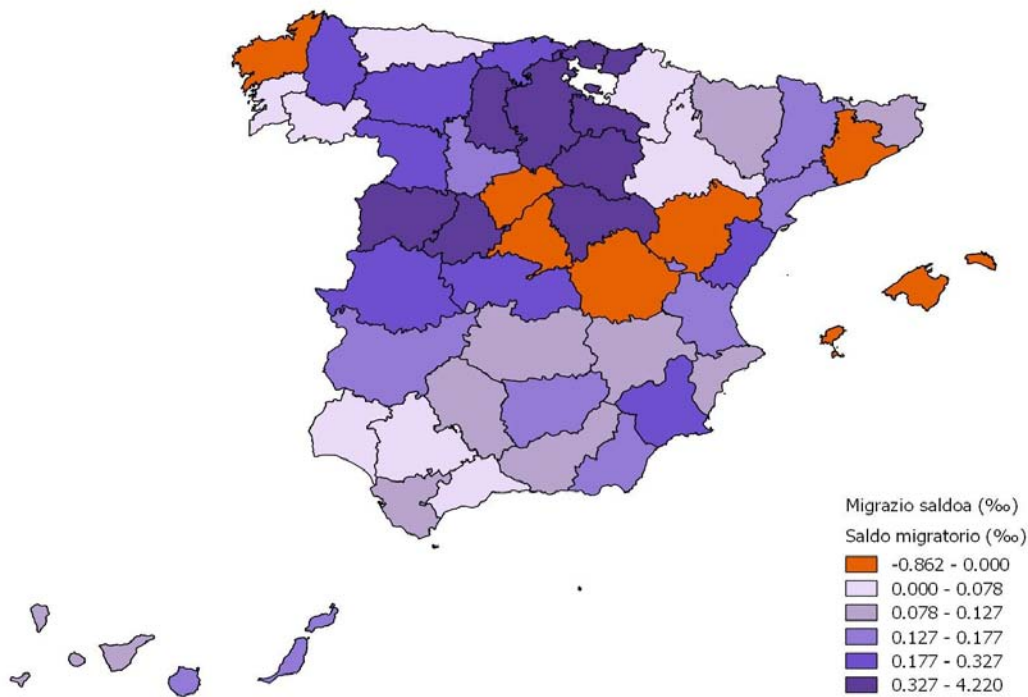 Migrazio saldoa (‰)
Saldo migratorio (‰)
-0.862 - 0.000
0.000 - 0.078
0.078 - 0.127
0.127 - 0.177
0.177 - 0.327
0.327 - 4.220